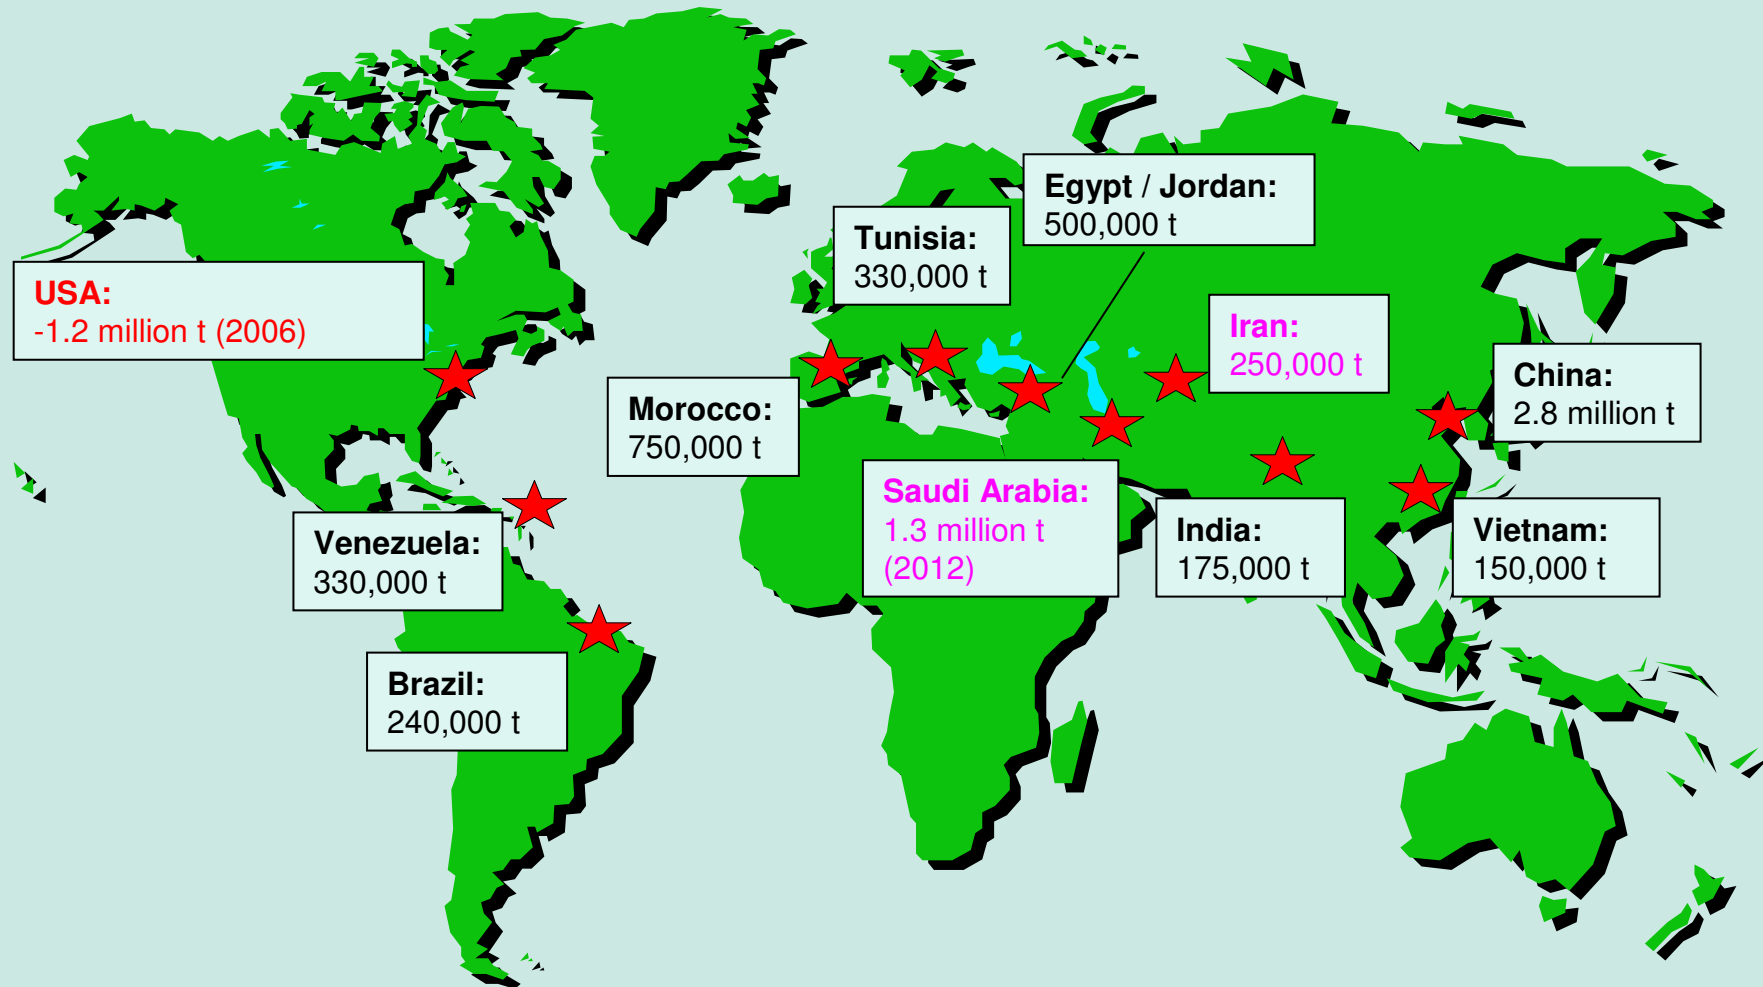 Egypt / Jordan:
500,000 t
Tunisia:
330,000 t
USA:
-1.2 million t (2006)
Iran:
250,000 t
China:
2.8 million t
Morocco:
750,000 t
Saudi Arabia:
1.3 million t
(2012)
India:
175,000 t
Vietnam:
150,000 t
Venezuela:
330,000 t
Brazil:
240,000 t